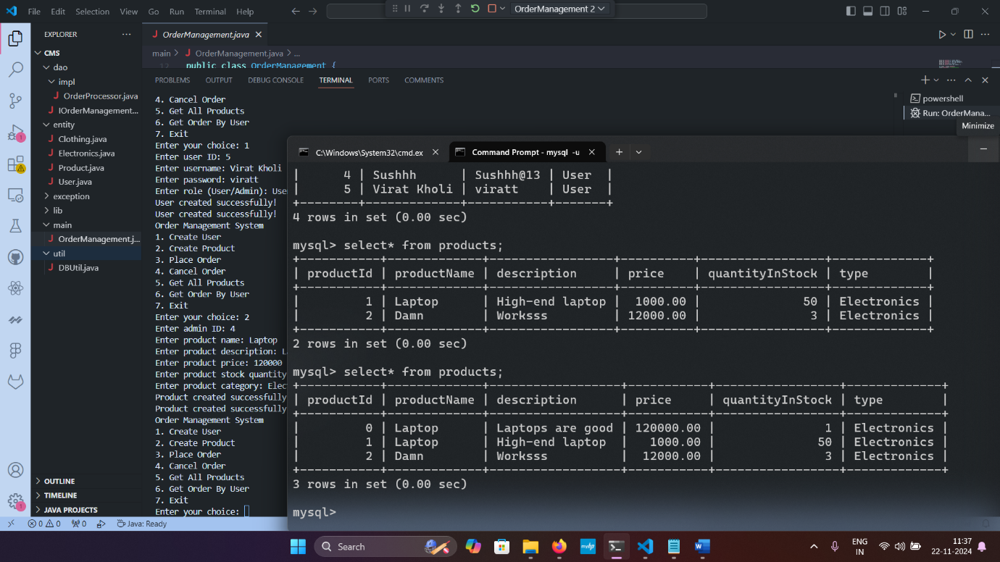 File Edit Selection View Go Run Terminal Help
OrderManagement 2
EXPLORER
OrderManagement.java
CMS
dao
impl
OrderProcessor.java
IOrderManagement...
entity
Clothing.java
Electronics.java
Product.java
User.java
exception
lib
main
OrderManagement.j...
util
DBUtil.java
OUTLINE
TIMELINE
JAVA PROJECTS
main > OrderManagement.java > ...
12 public class OrderManagement {
PROBLEMS OUTPUT DEBUG CONSOLE TERMINAL PORTS COMMENTS
powershell
Run: OrderMana...
Minimize
4. Cancel Order
5. Get All Products
6. Get Order By User
7. Exit
Enter your choice: 1
Enter user ID: 5
Enter username: Virat Kholi
Enter password: viratt
Enter role (User/Admin): Use
User created successfully!
User created successfully!
Order Management System
1. Create User
2. Create Product
3. Place Order
4. Cancel Order
5. Get All Products
6. Get Order By User
7. Exit
Enter your choice: 2
Enter admin ID: 4
Enter product name: Laptop
Enter product description: L
Enter product price: 120000
Enter product stock quantity
Enter product category: Elec
Product created successfully
Product created successfully
Order Management System
1. Create User
2. Create Product
3. Place Order
4. Cancel Order
5. Get All Products
6. Get Order By User
7. Exit
Enter your choice:
C:\Windows\System32\cmd.ex
Command Prompt - mysql -u
| 4 | Sushhh | Sushhh@13 | User |
| 5 | Virat Kholi | viratt | User |
+----------+-------------+-----------+-------+
4 rows in set (0.00 sec)
mysql> select* from products;
+-----------+-------------+-----------------+----------+-----------------+-------------+
| productId | productName | description | price | quantityInStock | type |
+-----------+-------------+-----------------+----------+-----------------+-------------+
| 1 | Laptop | High-end laptop | 1000.00 | 50 | Electronics |
| 2 | Damn | Worksss | 12000.00 | 3 | Electronics |
+-----------+-------------+-----------------+----------+-----------------+-------------+
2 rows in set (0.00 sec)
mysql> select* from products;
+-----------+-------------+------------------+-----------+-----------------+-------------+
| productId | productName | description | price | quantityInStock | type |
+-----------+-------------+------------------+-----------+-----------------+-------------+
| 0 | Laptop | Laptops are good | 120000.00 | 1 | Electronics |
| 1 | Laptop | High-end laptop | 1000.00 | 50 | Electronics |
| 2 | Damn | Worksss | 12000.00 | 3 | Electronics |
+-----------+-------------+------------------+-----------+-----------------+-------------+
3 rows in set (0.00 sec)
mysql>
0 0 0 Java: Ready
Search
ENG
IN
11:37
22-11-2024